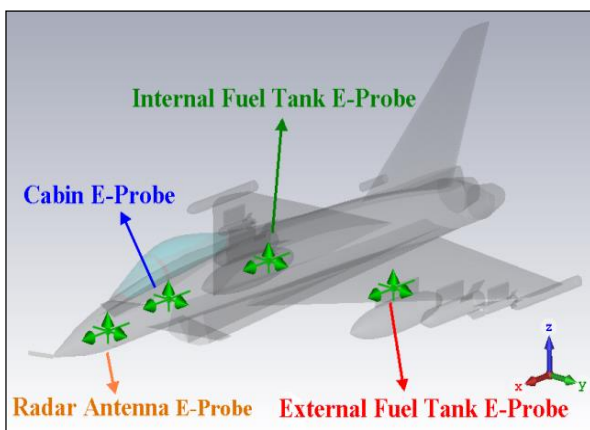 Internal Fuel Tank E-Probe
Cabin E-Probe
z
x
y
Radar Antenna E-Probe
External Fuel Tank E-Probe